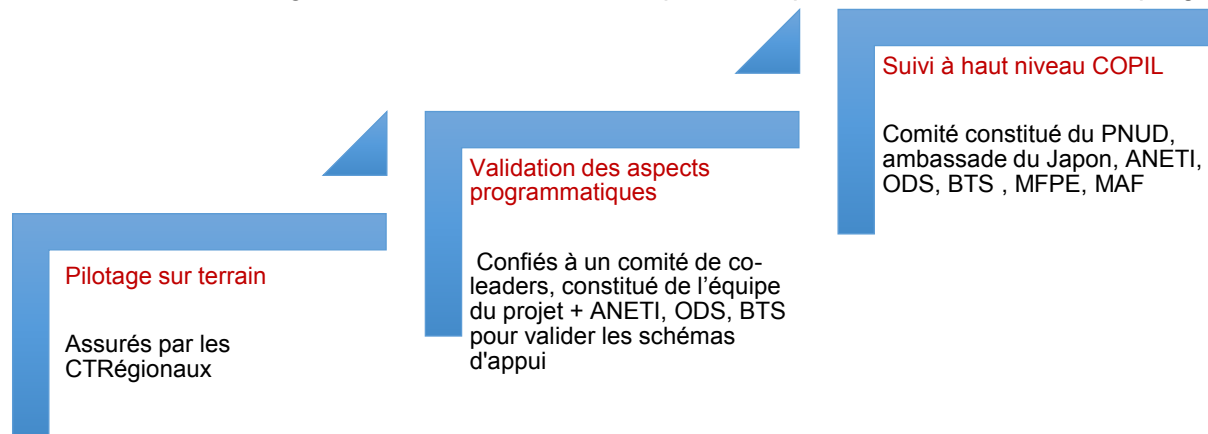 Suivi à haut niveau COPIL
Comité constitué du PNUD,
ambassade du Japon, ANETI,
ODS, BTS , MFPE, MAF
Validation des aspects
programmatiques
Confiés à un comité de co-
leaders, constitué de l’équipe
du projet + ANETI, ODS, BTS
pour valider les schémas
d'appui
Pilotage sur terrain
Assurés par les
CTRégionaux